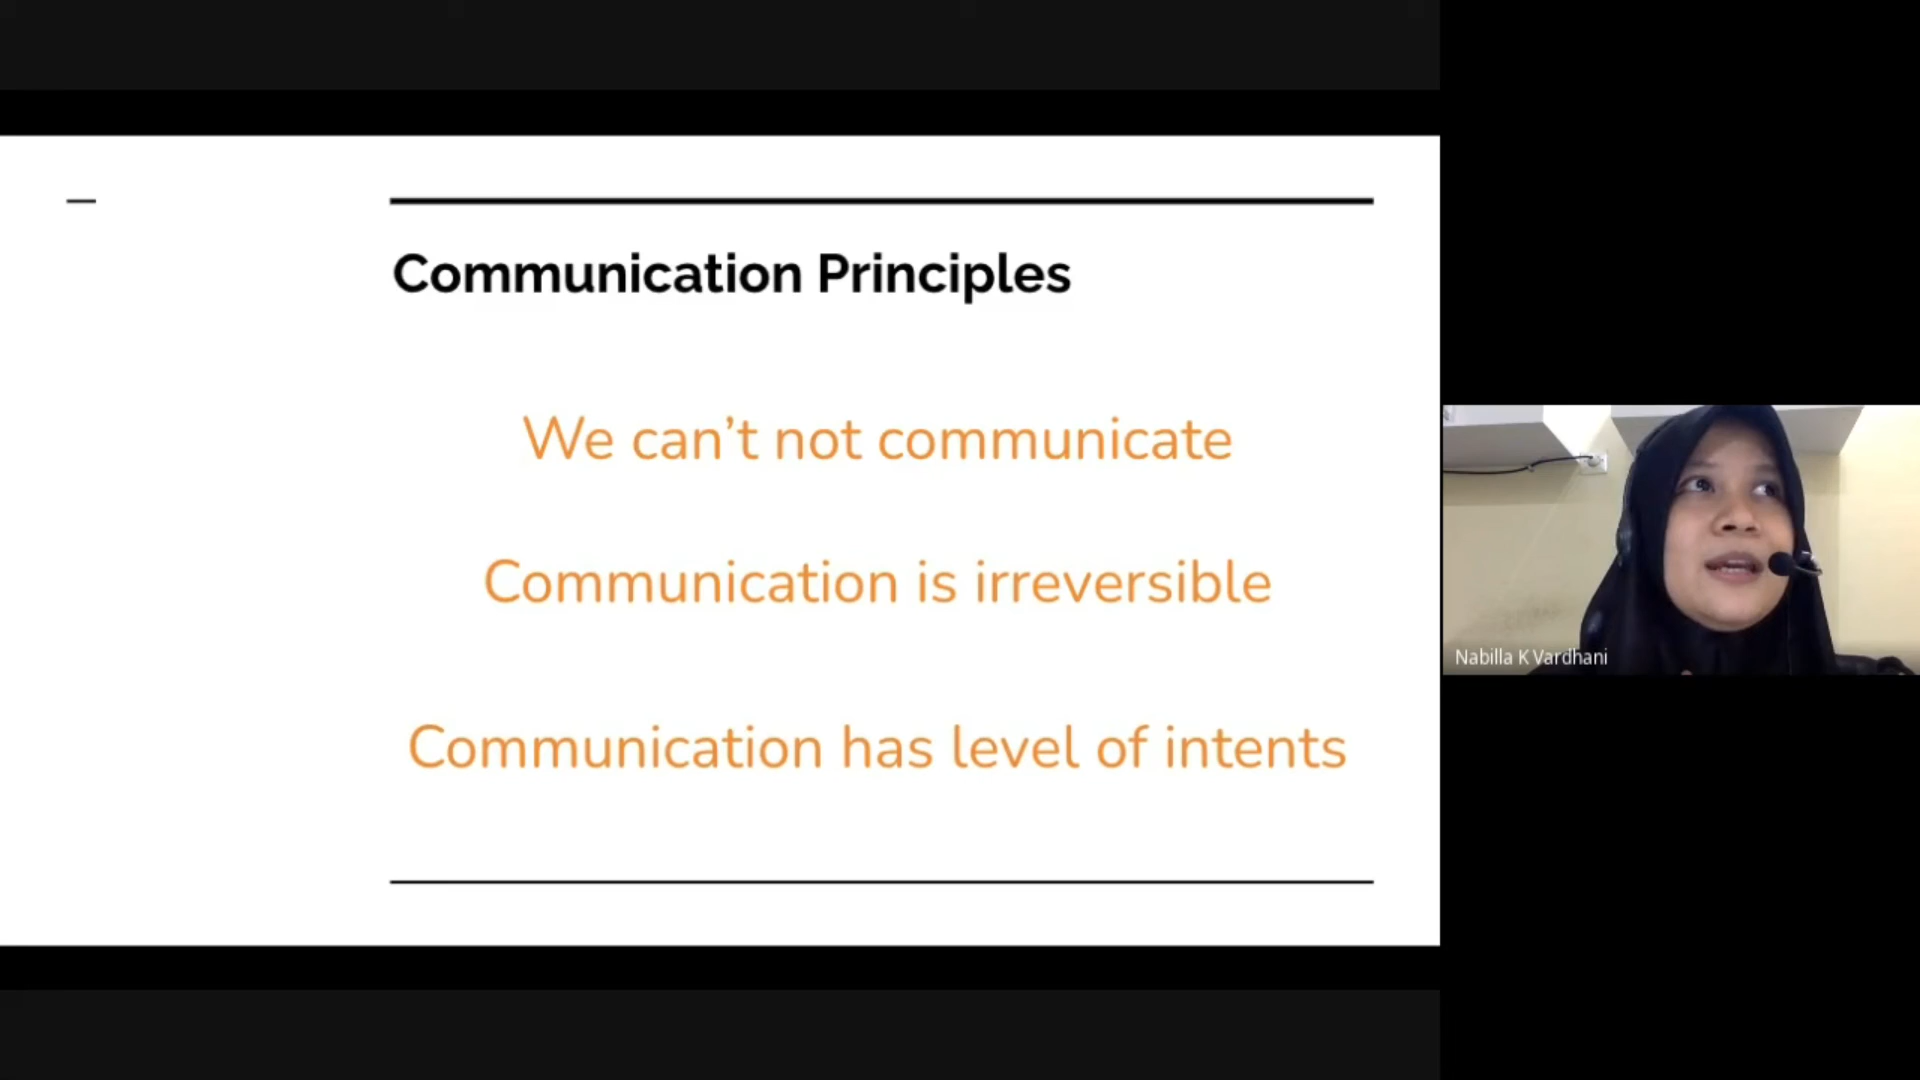 Communication Principles
We can’t not communicate
Communication is irreversible
Communication has level of intents
Nabilla K Vardhani